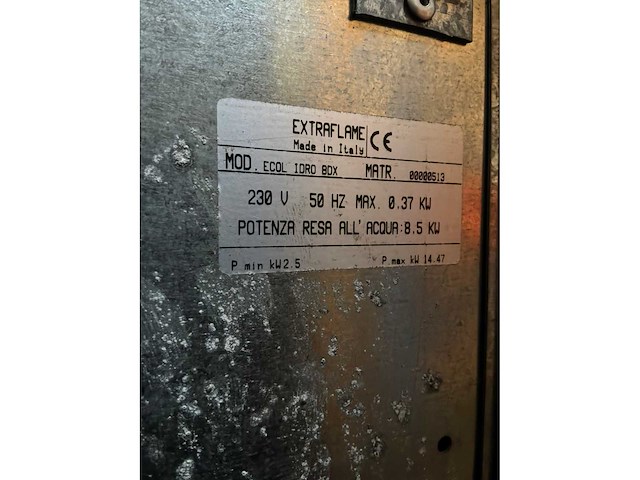 EXTRAFLAME CE
Made in Italy
MOD. ECOL IDRO BOX MATR. 00000513
230 V 50 HZ MAX. 0.37 KW
POTENZA RESA ALL'ACQUA:8.5 KW
P min kW2.5 P.max kW 14.47